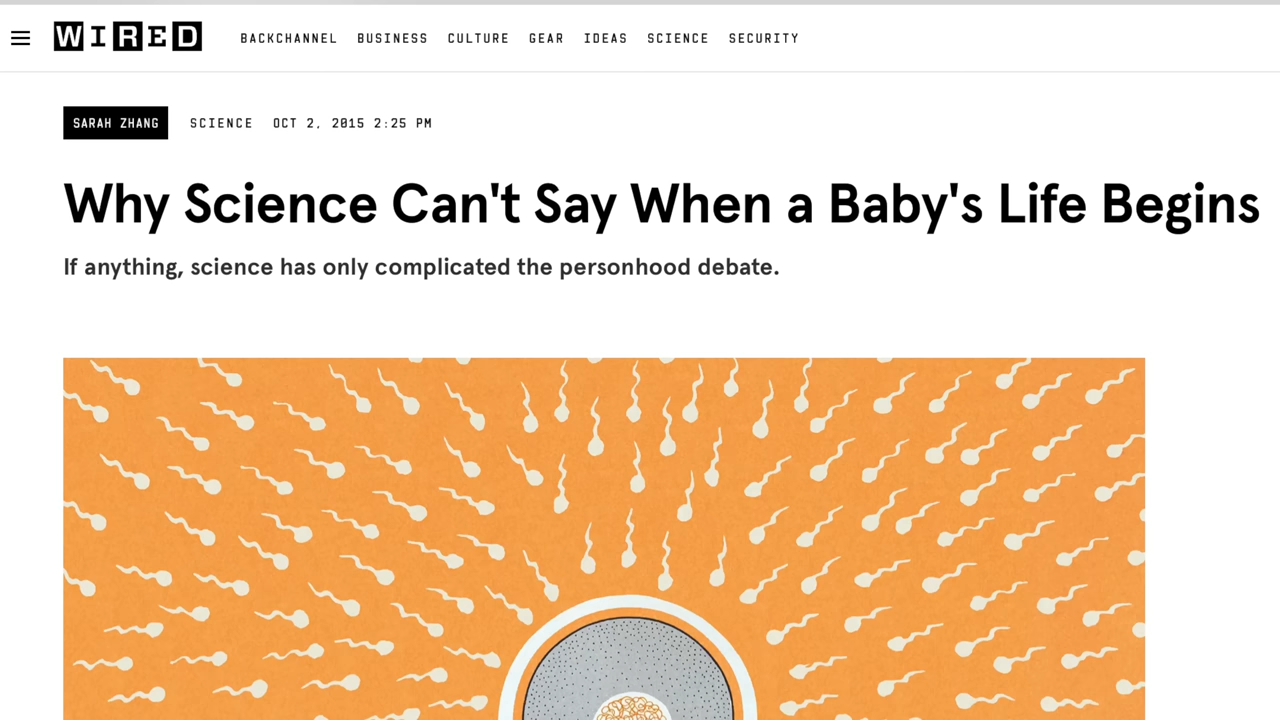 WIRED
BACKCHANNEL BUSINESS CULTURE GEAR IDEAS SCIENCE SECURITY
SARAH ZHANG SCIENCE OCT 2, 2015 2:25 PM
Why Science Can't Say When a Baby's Life Begins
If anything, science has only complicated the personhood debate.